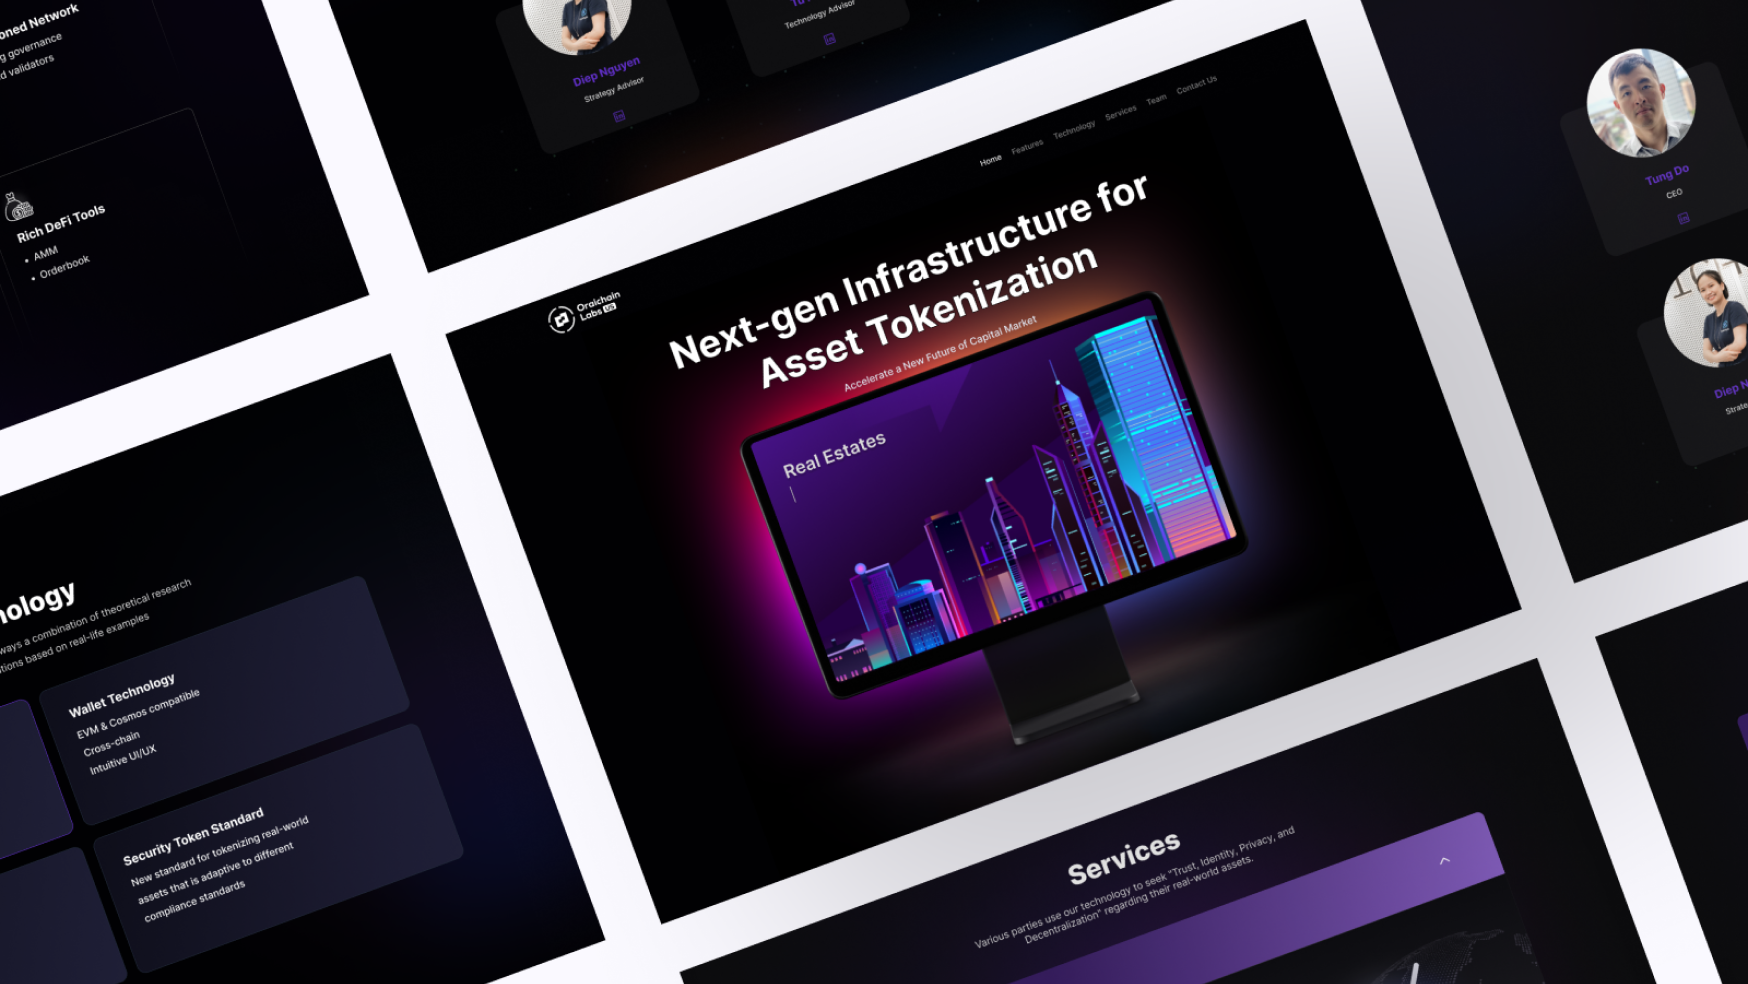 oned Network
g governance
d validators
Rich DeFi Tools
• AMM
• Orderbook
Diep Nguyen
Strategy Advisor
Technology Advisor
Tung Do
CEO
Diep N
Strate
Oraichain
Labs US
Home
Features
Technology
Services
Team
Contact Us
Next-gen Infrastructure for
Asset Tokenization
Accelerate a New Future of Capital Market
Real Estates
nology
ways a combination of theoretical research
tions based on real-life examples
Wallet Technology
EVM & Cosmos compatible
Cross-chain
Intuitive UI/UX
Security Token Standard
New standard for tokenizing real-world
assets that is adaptive to different
compliance standards
Services
Various parties use our technology to seek "Trust, Identity, Privacy, and
Decentralization" regarding their real-world assets.